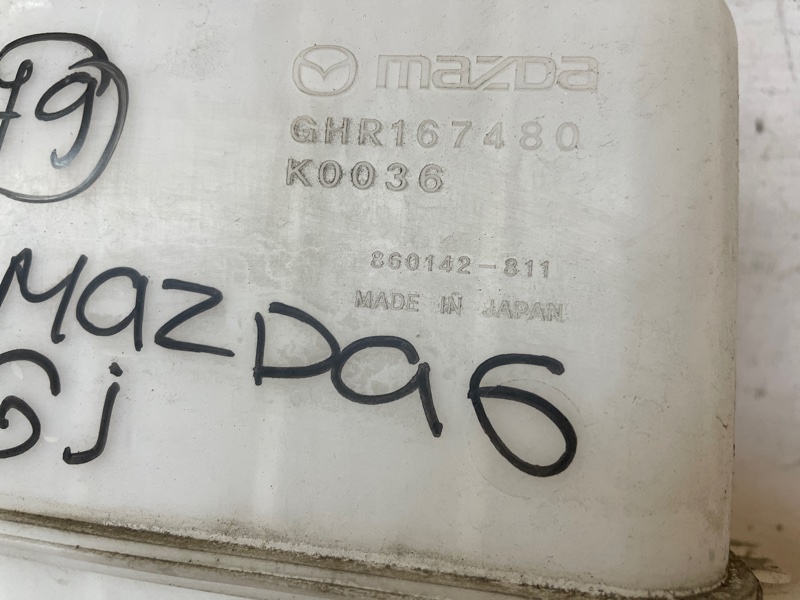 79
mazda
GHR167480
K0036
860142-811
MADE IN JAPAN
Mazda 6
Gj